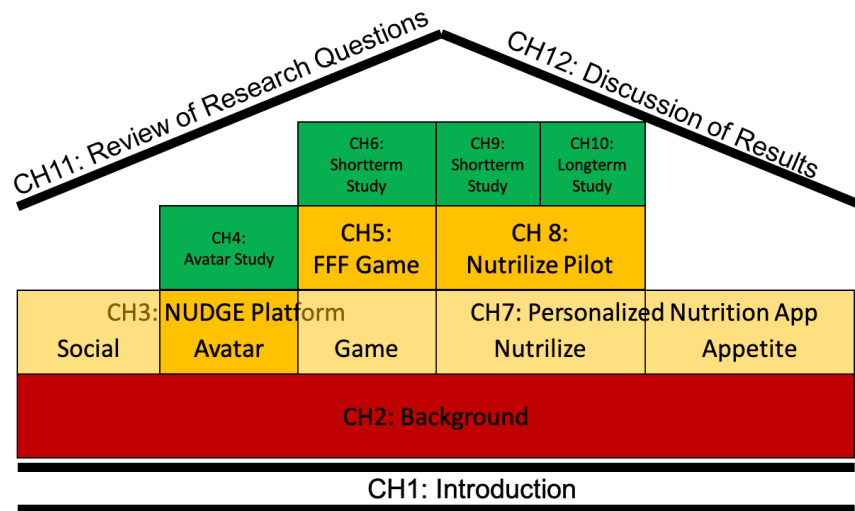 CH11: Review of Research Questions
CH12: Discussion of Results
CH6:
Shortterm
Study
CH9:
Shortterm
Study
CH10:
Longterm
Study
CH4:
Avatar Study
CH5:
FFF Game
CH 8:
Nutrilize Pilot
CH3: NUDGE Platform
CH7: Personalized Nutrition App
Social
Avatar
Game
Nutrilize
Appetite
CH2: Background
CH1: Introduction